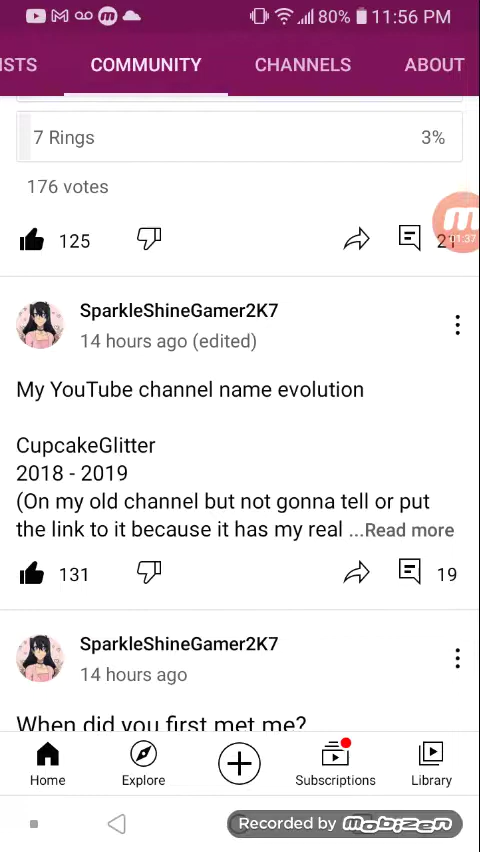 80% 11:56 PM
ISTS COMMUNITY CHANNELS ABOUT
7 Rings 3%
176 votes
125 21
01:37
SparkleShineGamer2K7
14 hours ago (edited)
My YouTube channel name evolution
CupcakeGlitter
2018 - 2019
(On my old channel but not gonna tell or put
the link to it because it has my real ...Read more
131 19
SparkleShineGamer2K7
14 hours ago
When did you first met me?
Home Explore Subscriptions Library
Recorded by mobizen